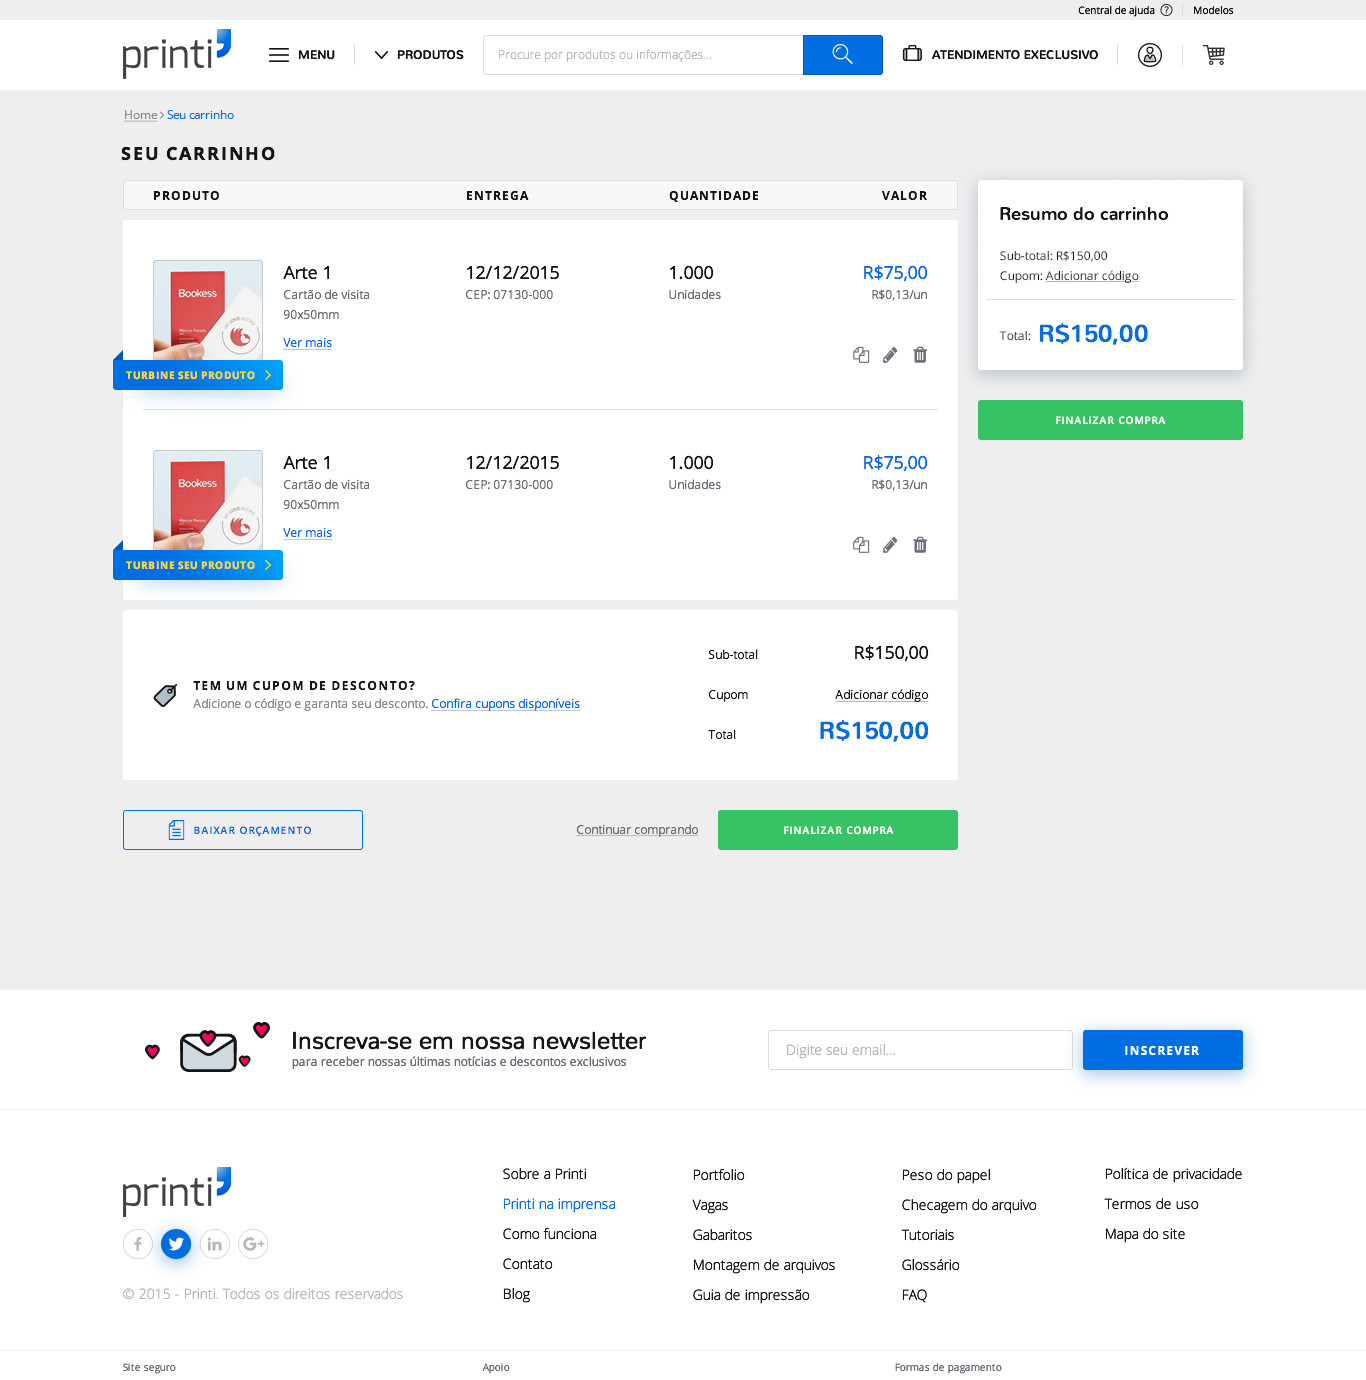 Central de ajuda ? Modelos
printi
MENU
PRODUTOS
Procure por produtos ou informações...
ATENDIMENTO EXECLUSIVO
Home > Seu carrinho
SEU CARRINHO
PRODUTO ENTREGA QUANTIDADE VALOR
Bookess
Arte 1 12/12/2015 1.000 R$75,00
Cartão de visita CEP: 07130-000 Unidades R$0,13/un
90x50mm
Ver mais
TURBINE SEU PRODUTO
Bookess
Arte 1 12/12/2015 1.000 R$75,00
Cartão de visita CEP: 07130-000 Unidades R$0,13/un
90x50mm
Ver mais
TURBINE SEU PRODUTO
TEM UM CUPOM DE DESCONTO?
Adicione o código e garanta seu desconto. Confira cupons disponíveis
Sub-total R$150,00
Cupom Adicionar código
Total R$150,00
BAIXAR ORÇAMENTO
Continuar comprando
FINALIZAR COMPRA
Resumo do carrinho
Sub-total: R$150,00
Cupom: Adicionar código
Total: R$150,00
FINALIZAR COMPRA
Inscreva-se em nossa newsletter
para receber nossas últimas notícias e descontos exclusivos
Digite seu email...
INSCREVER
printi
f in G+
© 2015 - Printi. Todos os direitos reservados
Sobre a Printi
Printi na imprensa
Como funciona
Contato
Blog
Portfolio
Vagas
Gabaritos
Montagem de arquivos
Guia de impressão
Peso do papel
Checagem do arquivo
Tutoriais
Glossário
FAQ
Política de privacidade
Termos de uso
Mapa do site
Site seguro
Apoio
Formas de pagamento